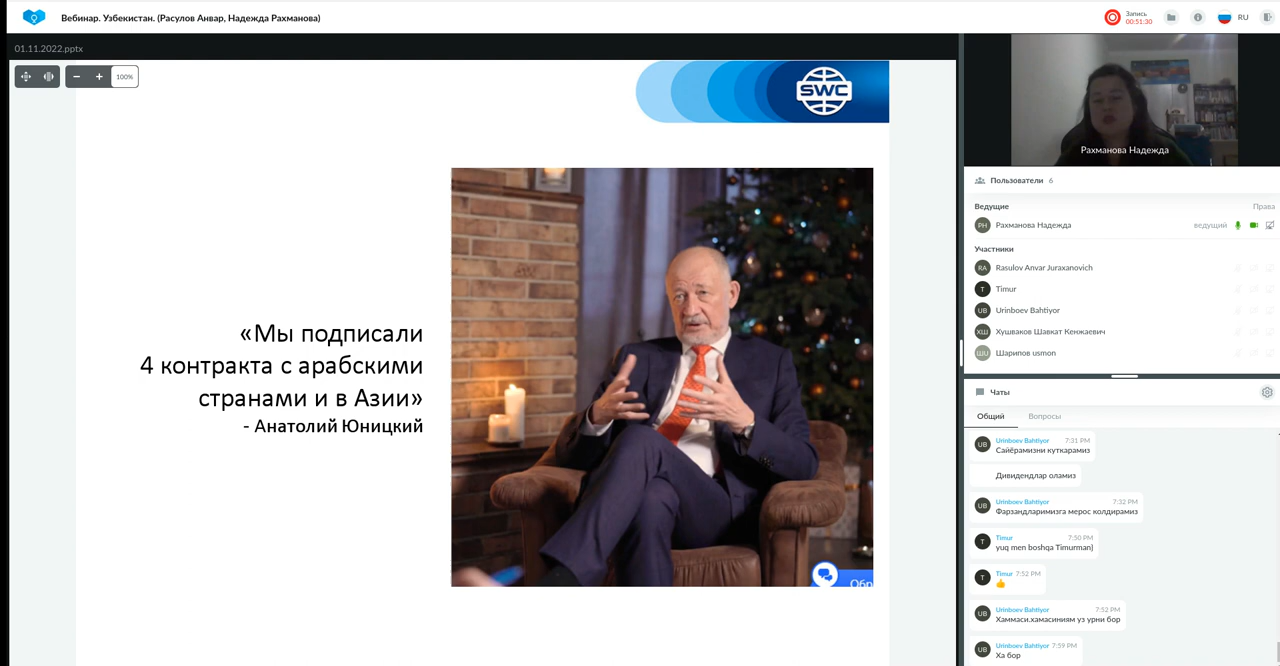 Вебинар. Узбекистан. (Расулов Анвар, Надежда Рахманова)
Запись
00:51:30
RU
01.11.2022.pptx
100%
SWC
«Мы подписали
4 контракта с арабскими
странами и в Азии»
- Анатолий Юницкий
Обр
Рахманова Надежда
Пользователи 6
Ведущие Права
РН Рахманова Надежда ведущий
Участники
RA Rasulov Anvar Juraxanovich
T Timur
UB Urinboev Bahtiyor
ХШ Хушваков Шавкат Кенжаевич
ШU Шарипов usmon
Чаты
Общий Вопросы
UB Urinboev Bahtiyor 7:31 PM
Сайёрамизни куткарамиз
Дивидендлар оламиз
UB Urinboev Bahtiyor 7:32 PM
Фарзандларимизга мерос колдирамиз
T Timur 7:50 PM
yuq men boshqa Timurman)
T Timur 7:52 PM
👍
UB Urinboev Bahtiyor 7:52 PM
Хаммаси.хамасиниям уз урни бор
UB Urinboev Bahtiyor 7:59 PM
Ха бор